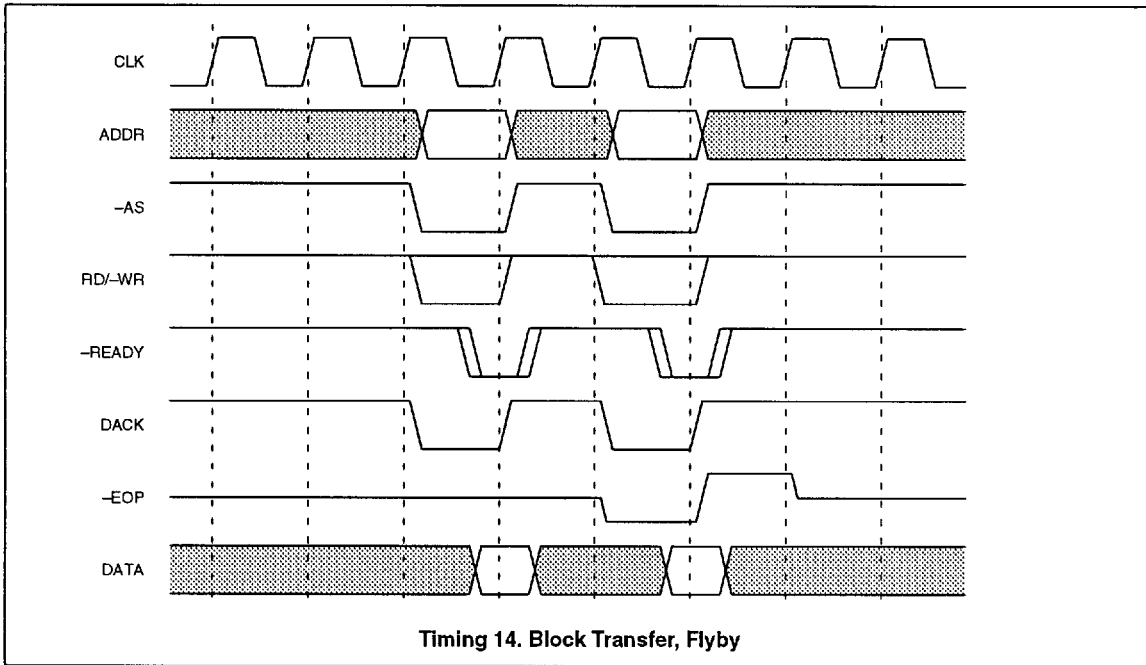 CLK
ADDR
–AS
RD/–WR
–READY
DACK
–EOP
DATA
Timing 14. Block Transfer, Flyby